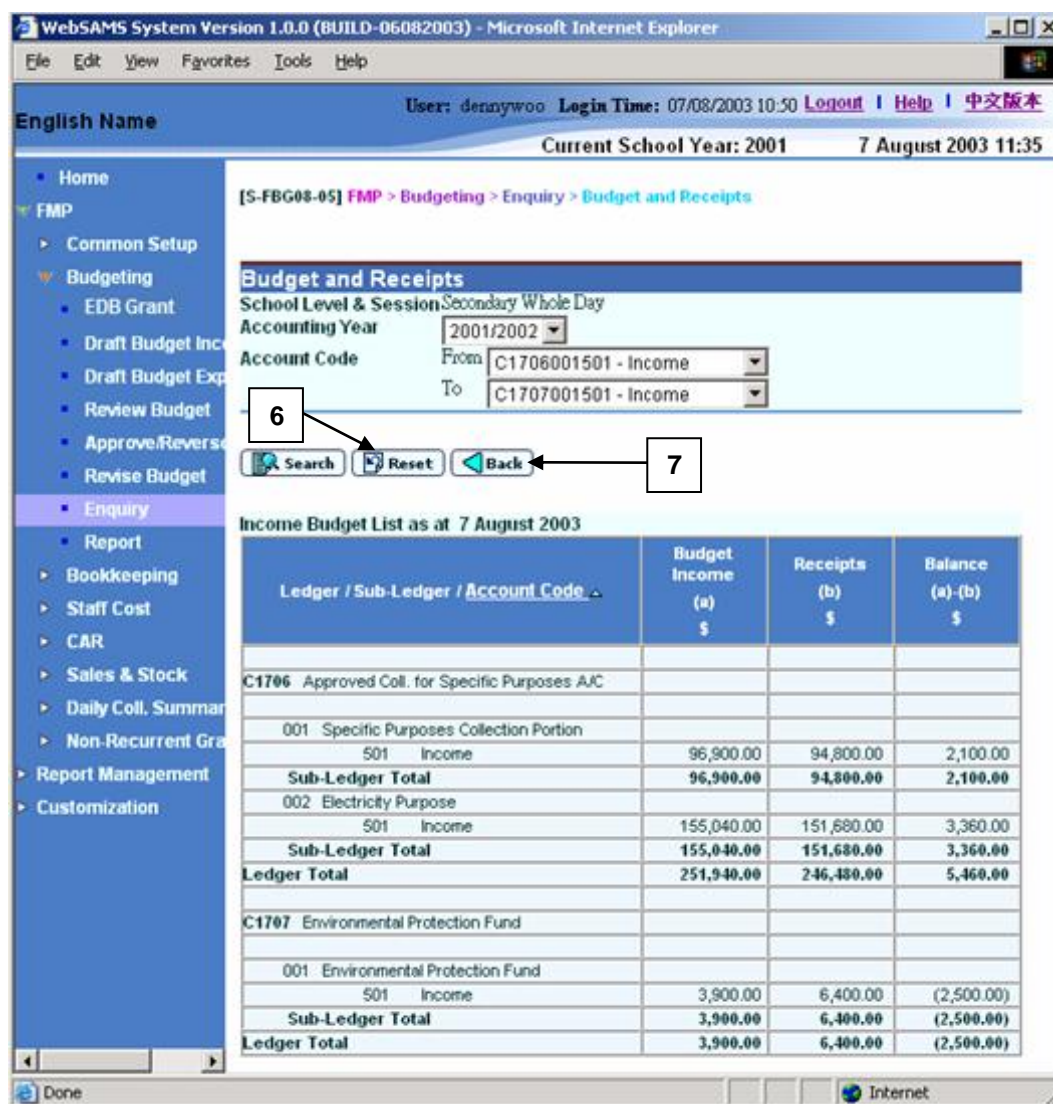 WebSAMS System Version 1.0.0 (BUILD-06082003) - Microsoft Internet Explorer
File Edit View Favorites Tools Help
English Name
User: dennywoo Login Time: 07/08/2003 10:50 Logout | Help | 中文版本
Current School Year: 2001 7 August 2003 11:35
Home
FMP
Common Setup
Budgeting
EDB Grant
Draft Budget Inco
Draft Budget Exp
Review Budget
Approve/Reverse
Revise Budget
Enquiry
Report
Bookkeeping
Staff Cost
CAR
Sales & Stock
Daily Coll. Summar
Non-Recurrent Gra
Report Management
Customization
[S-FBG08-05] FMP > Budgeting > Enquiry > Budget and Receipts
Budget and Receipts
School Level & Session Secondary Whole Day
Accounting Year 2001/2002
Account Code From C1706001501 - Income
To C1707001501 - Income
6
Search Reset Back
7
Income Budget List as at 7 August 2003
Ledger / Sub-Ledger / Account Code
Budget Income (a) $
Receipts (b) $
Balance (a)-(b) $
C1706 Approved Coll. for Specific Purposes A/C
001 Specific Purposes Collection Portion
501 Income 96,900.00 94,800.00 2,100.00
Sub-Ledger Total 96,900.00 94,800.00 2,100.00
002 Electricity Purpose
501 Income 155,040.00 151,680.00 3,360.00
Sub-Ledger Total 155,040.00 151,680.00 3,360.00
Ledger Total 251,940.00 246,480.00 5,460.00
C1707 Environmental Protection Fund
001 Environmental Protection Fund
501 Income 3,900.00 6,400.00 (2,500.00)
Sub-Ledger Total 3,900.00 6,400.00 (2,500.00)
Ledger Total 3,900.00 6,400.00 (2,500.00)
Done Internet